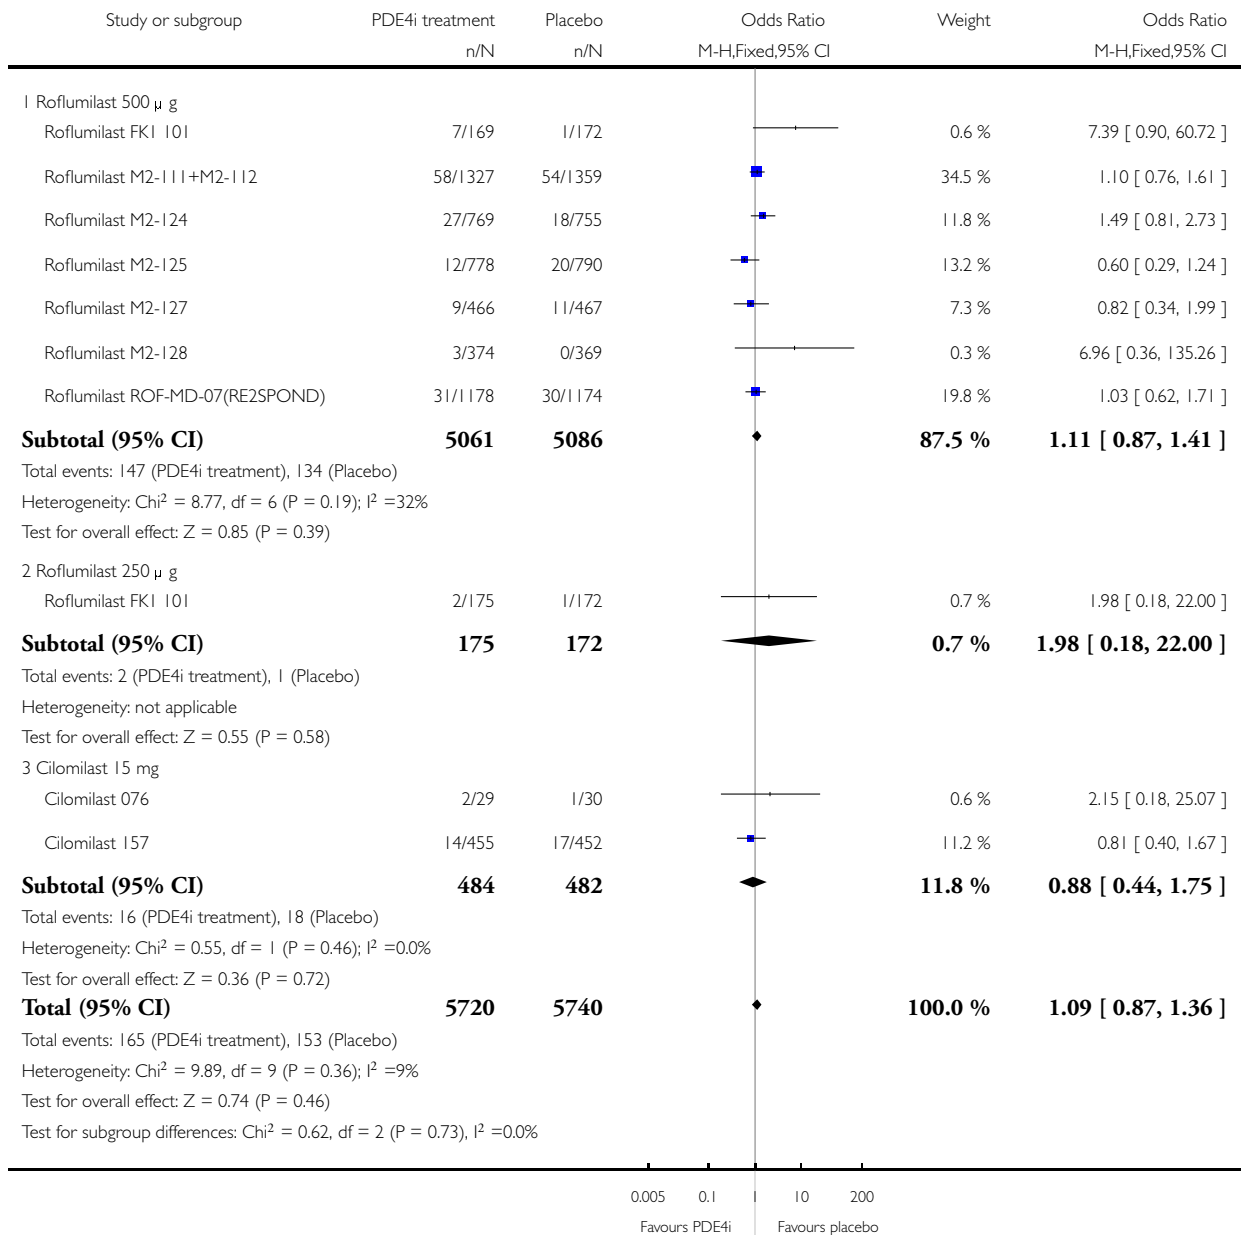 Study or subgroup PDE4i treatment Placebo Odds Ratio Weight Odds Ratio
n/N n/N M-H,Fixed,95% CI M-H,Fixed,95% CI
1 Roflumilast 500 μ g
Roflumilast FK1 101 7/169 1/172 0.6 % 7.39 [ 0.90, 60.72 ]
Roflumilast M2-111+M2-112 58/1327 54/1359 34.5 % 1.10 [ 0.76, 1.61 ]
Roflumilast M2-124 27/769 18/755 11.8 % 1.49 [ 0.81, 2.73 ]
Roflumilast M2-125 12/778 20/790 13.2 % 0.60 [ 0.29, 1.24 ]
Roflumilast M2-127 9/466 11/467 7.3 % 0.82 [ 0.34, 1.99 ]
Roflumilast M2-128 3/374 0/369 0.3 % 6.96 [ 0.36, 135.26 ]
Roflumilast ROF-MD-07(RE2SPOND) 31/1178 30/1174 19.8 % 1.03 [ 0.62, 1.71 ]
Subtotal (95% CI) 5061 5086 87.5 % 1.11 [ 0.87, 1.41 ]
Total events: 147 (PDE4i treatment), 134 (Placebo)
Heterogeneity: Chi² = 8.77, df = 6 (P = 0.19); I² =32%
Test for overall effect: Z = 0.85 (P = 0.39)
2 Roflumilast 250 μ g
Roflumilast FK1 101 2/175 1/172 0.7 % 1.98 [ 0.18, 22.00 ]
Subtotal (95% CI) 175 172 0.7 % 1.98 [ 0.18, 22.00 ]
Total events: 2 (PDE4i treatment), 1 (Placebo)
Heterogeneity: not applicable
Test for overall effect: Z = 0.55 (P = 0.58)
3 Cilomilast 15 mg
Cilomilast 076 2/29 1/30 0.6 % 2.15 [ 0.18, 25.07 ]
Cilomilast 157 14/455 17/452 11.2 % 0.81 [ 0.40, 1.67 ]
Subtotal (95% CI) 484 482 11.8 % 0.88 [ 0.44, 1.75 ]
Total events: 16 (PDE4i treatment), 18 (Placebo)
Heterogeneity: Chi² = 0.55, df = 1 (P = 0.46); I² =0.0%
Test for overall effect: Z = 0.36 (P = 0.72)
Total (95% CI) 5720 5740 100.0 % 1.09 [ 0.87, 1.36 ]
Total events: 165 (PDE4i treatment), 153 (Placebo)
Heterogeneity: Chi² = 9.89, df = 9 (P = 0.36); I² =9%
Test for overall effect: Z = 0.74 (P = 0.46)
Test for subgroup differences: Chi² = 0.62, df = 2 (P = 0.73), I² =0.0%
0.005 0.1 1 10 200
Favours PDE4i Favours placebo